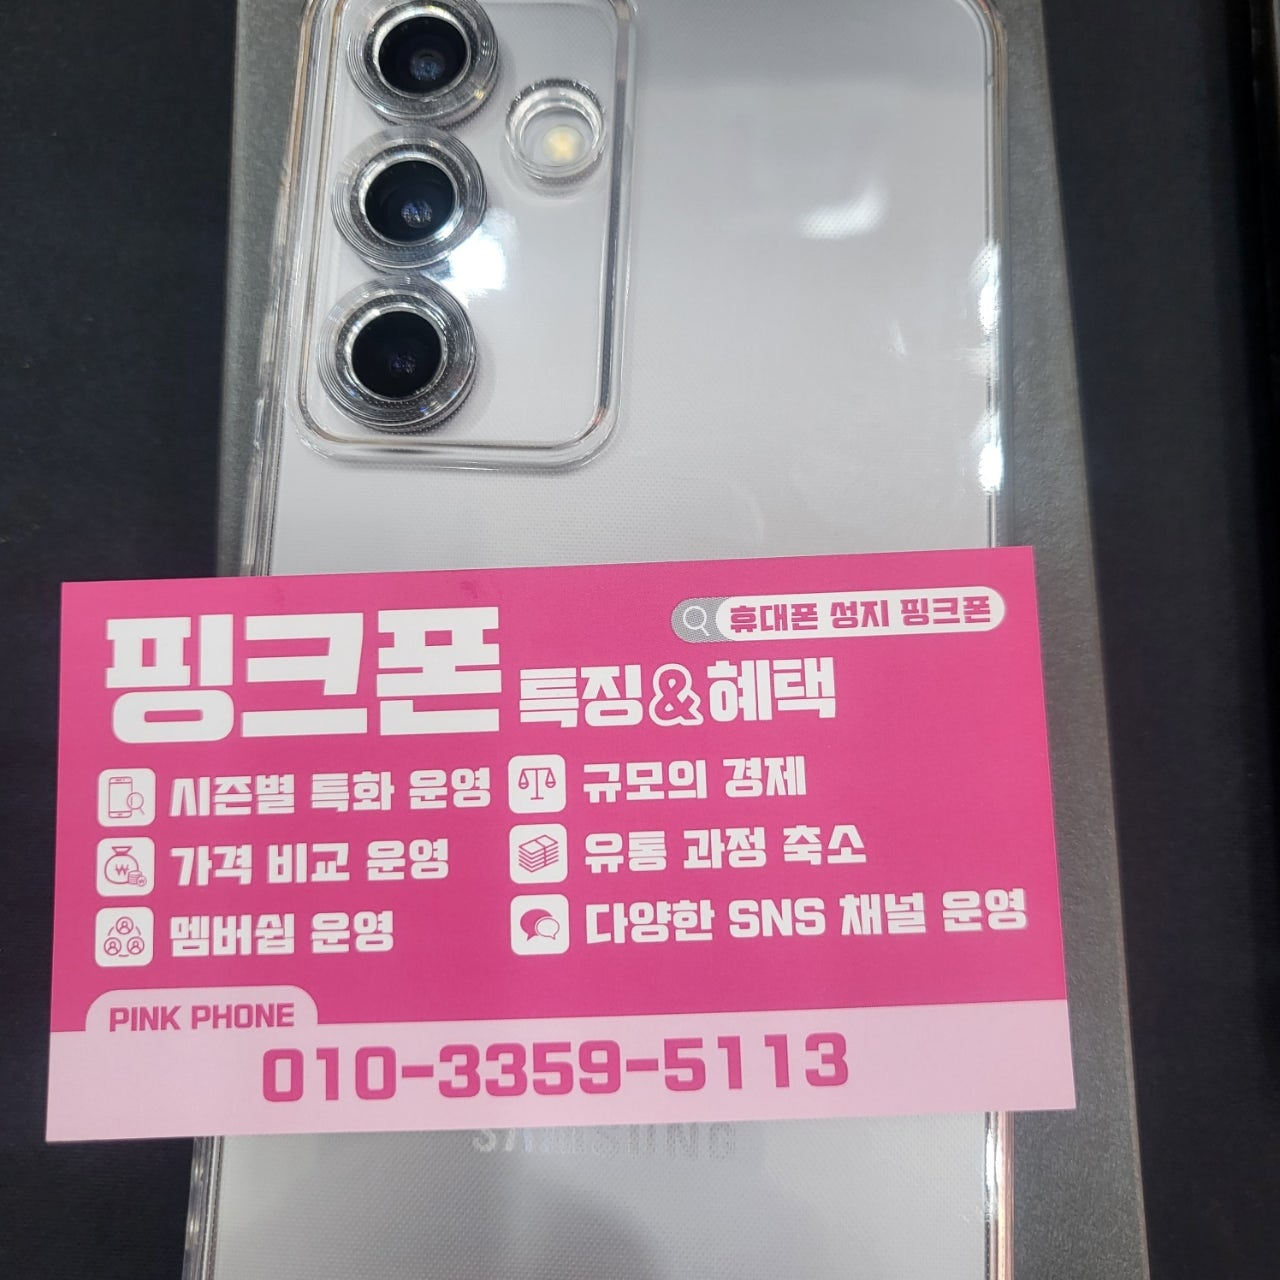 휴대폰 성지 핑크폰
핑크폰 특징&혜택
시즌별 특화 운영
가격 비교 운영
멤버쉽 운영
규모의 경제
유통 과정 축소
다양한 SNS 채널 운영
PINK PHONE
010-3359-5113
SAMSUNG